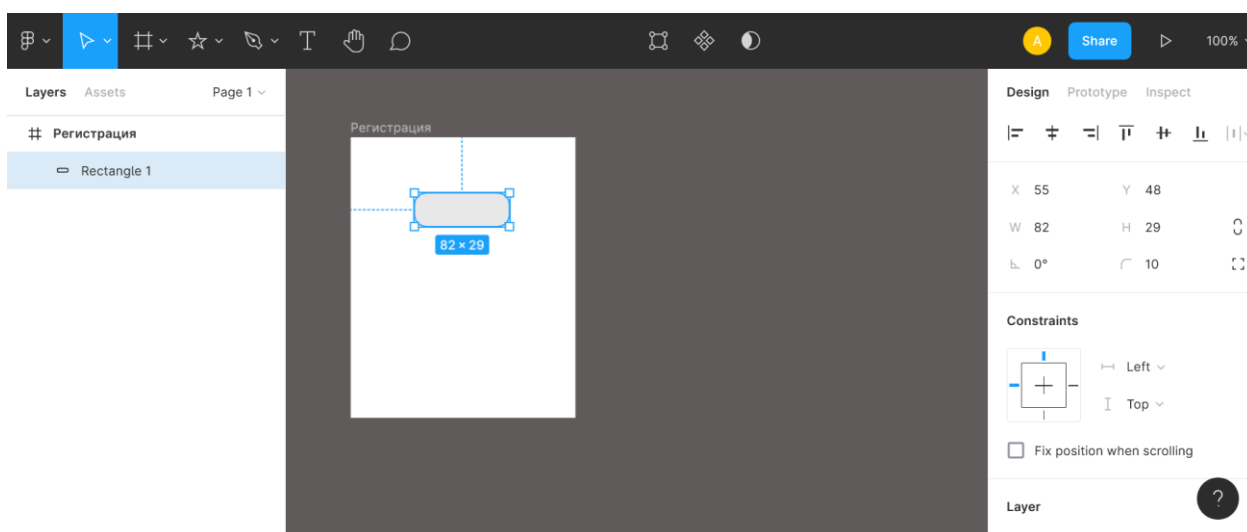 A Share 100%
Layers Assets Page 1
Design Prototype Inspect
Регистрация
Rectangle 1
Регистрация
82 × 29
X 55 Y 48
W 82 H 29
0° 10
Constraints
Left
Top
Fix position when scrolling
Layer
?